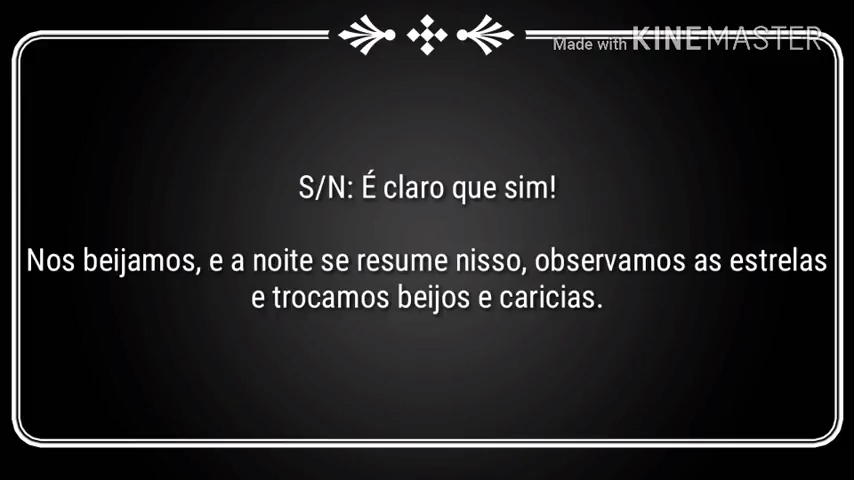 Made with KINEMASTER
S/N: É claro que sim!
Nos beijamos, e a noite se resume nisso, observamos as estrelas
e trocamos beijos e caricias.